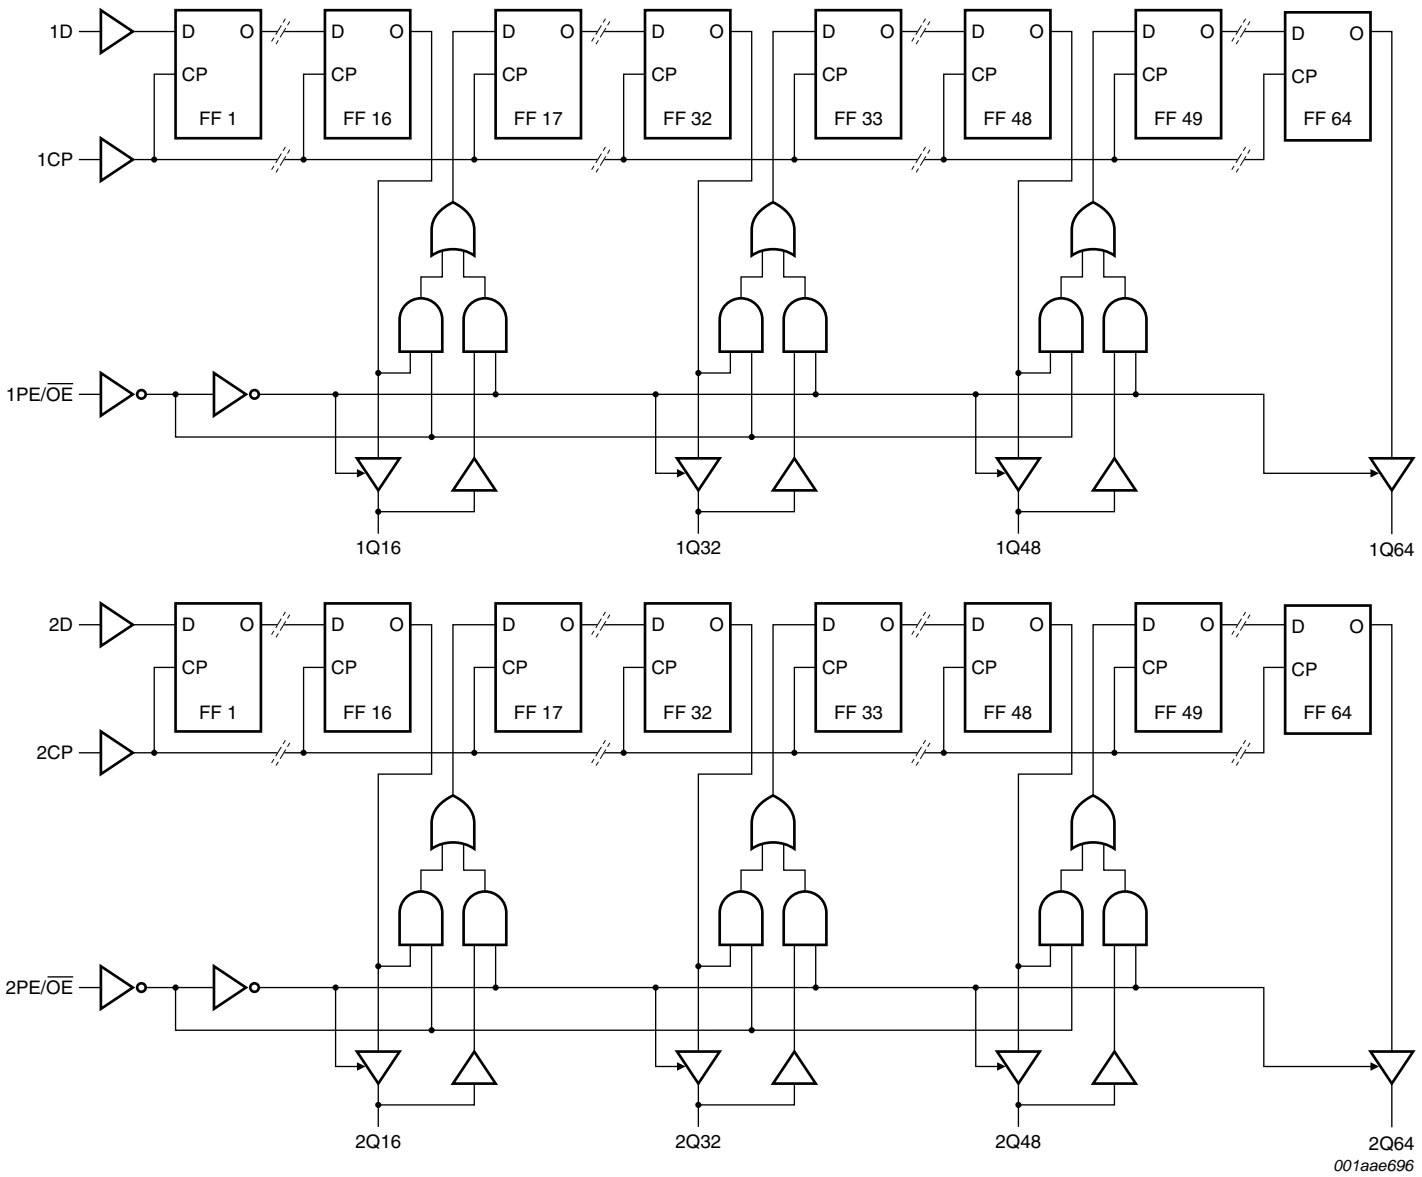 1D D O D O D O D O D O D O D O D O
CP CP CP CP CP CP CP CP
FF 1 FF 16 FF 17 FF 32 FF 33 FF 48 FF 49 FF 64
1CP
1PE/O̅E̅
1Q16 1Q32 1Q48 1Q64
2D D O D O D O D O D O D O D O D O
CP CP CP CP CP CP CP CP
FF 1 FF 16 FF 17 FF 32 FF 33 FF 48 FF 49 FF 64
2CP
2PE/O̅E̅
2Q16 2Q32 2Q48 2Q64
001aae696